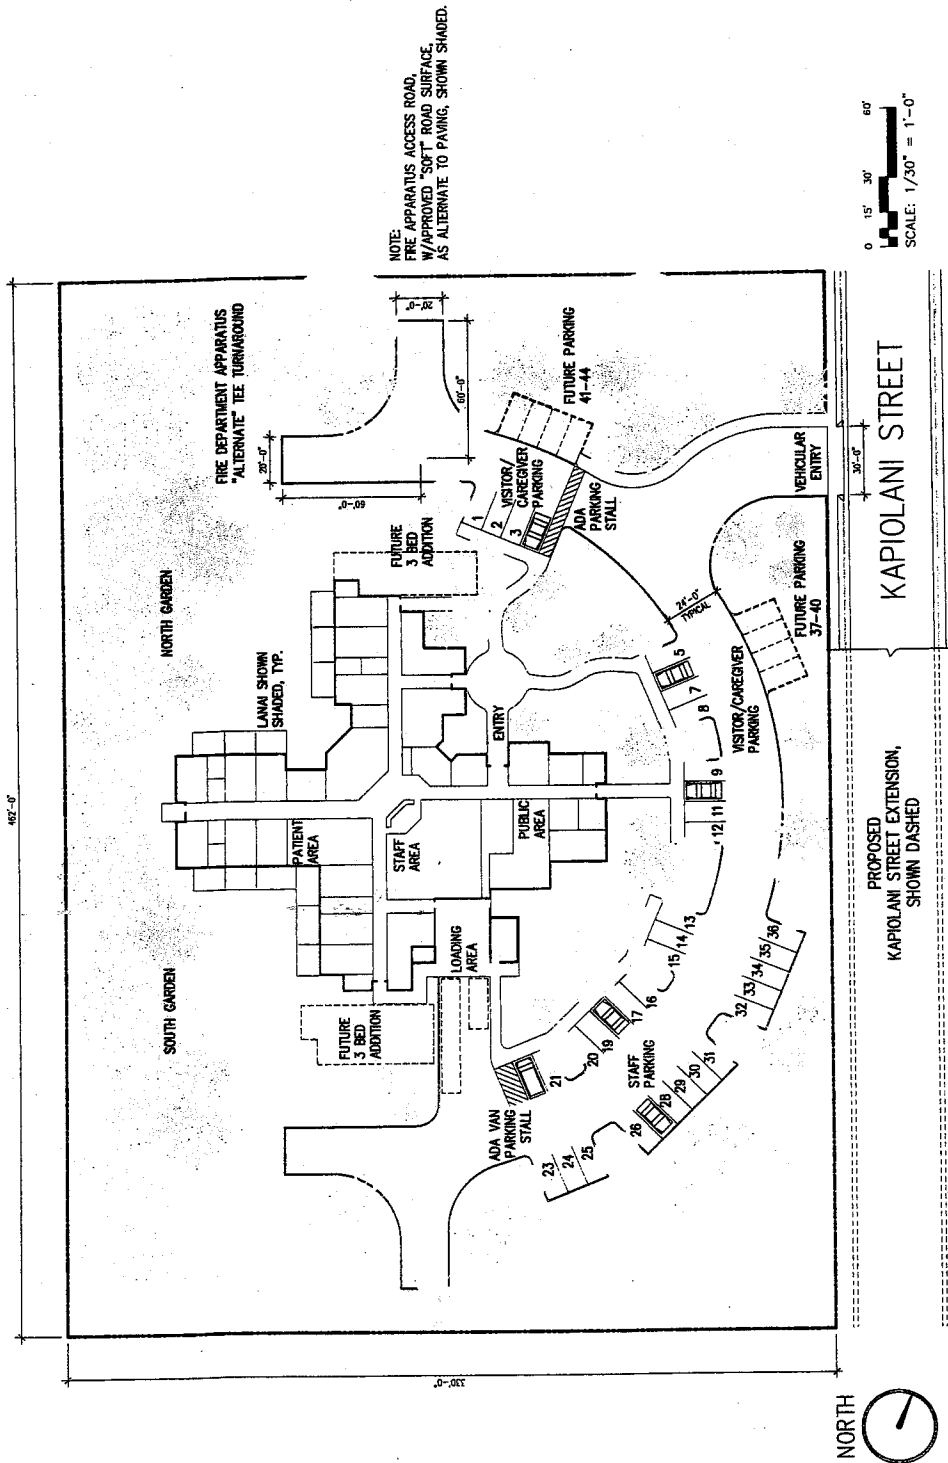 462'-0"
330'-0"
NOTE:
FIRE APPARATUS ACCESS ROAD,
W/APPROVED "SOFT" ROAD SURFACE,
AS ALTERNATE TO PAVING, SHOWN SHADED.
FIRE DEPARTMENT APPARATUS
"ALTERNATE" TEE TURNAROUND
20'-0"
60'-0"
20'-0"
60'-0"
NORTH GARDEN
SOUTH GARDEN
LANAI SHOWN
SHADED, TYP.
FUTURE
3 BED
ADDITION
PATIENT
AREA
STAFF
AREA
PUBLIC
AREA
ENTRY
LOADING
AREA
FUTURE
3 BED
ADDITION
VISITOR/
CAREGIVER
PARKING
1
2
3
ADA
PARKING
STALL
FUTURE PARKING
41-44
VEHICULAR
ENTRY
30'-0"
24'-0"
TYPICAL
FUTURE PARKING
37-40
VISITOR/CAREGIVER
PARKING
5
7
8
9
11
12
13
14
15
16
17
19
20
21
ADA VAN
PARKING
STALL
STAFF
PARKING
23
24
25
26
28
29
30
31
32
33
34
35
36
KAPIOLANI STREET
PROPOSED
KAPIOLANI STREET EXTENSION,
SHOWN DASHED
0 15' 30' 60'
SCALE: 1/30" = 1'-0"
NORTH